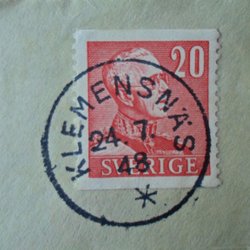 20
KLEMENSNÄS
24. 7.
48
*
SVERIGE